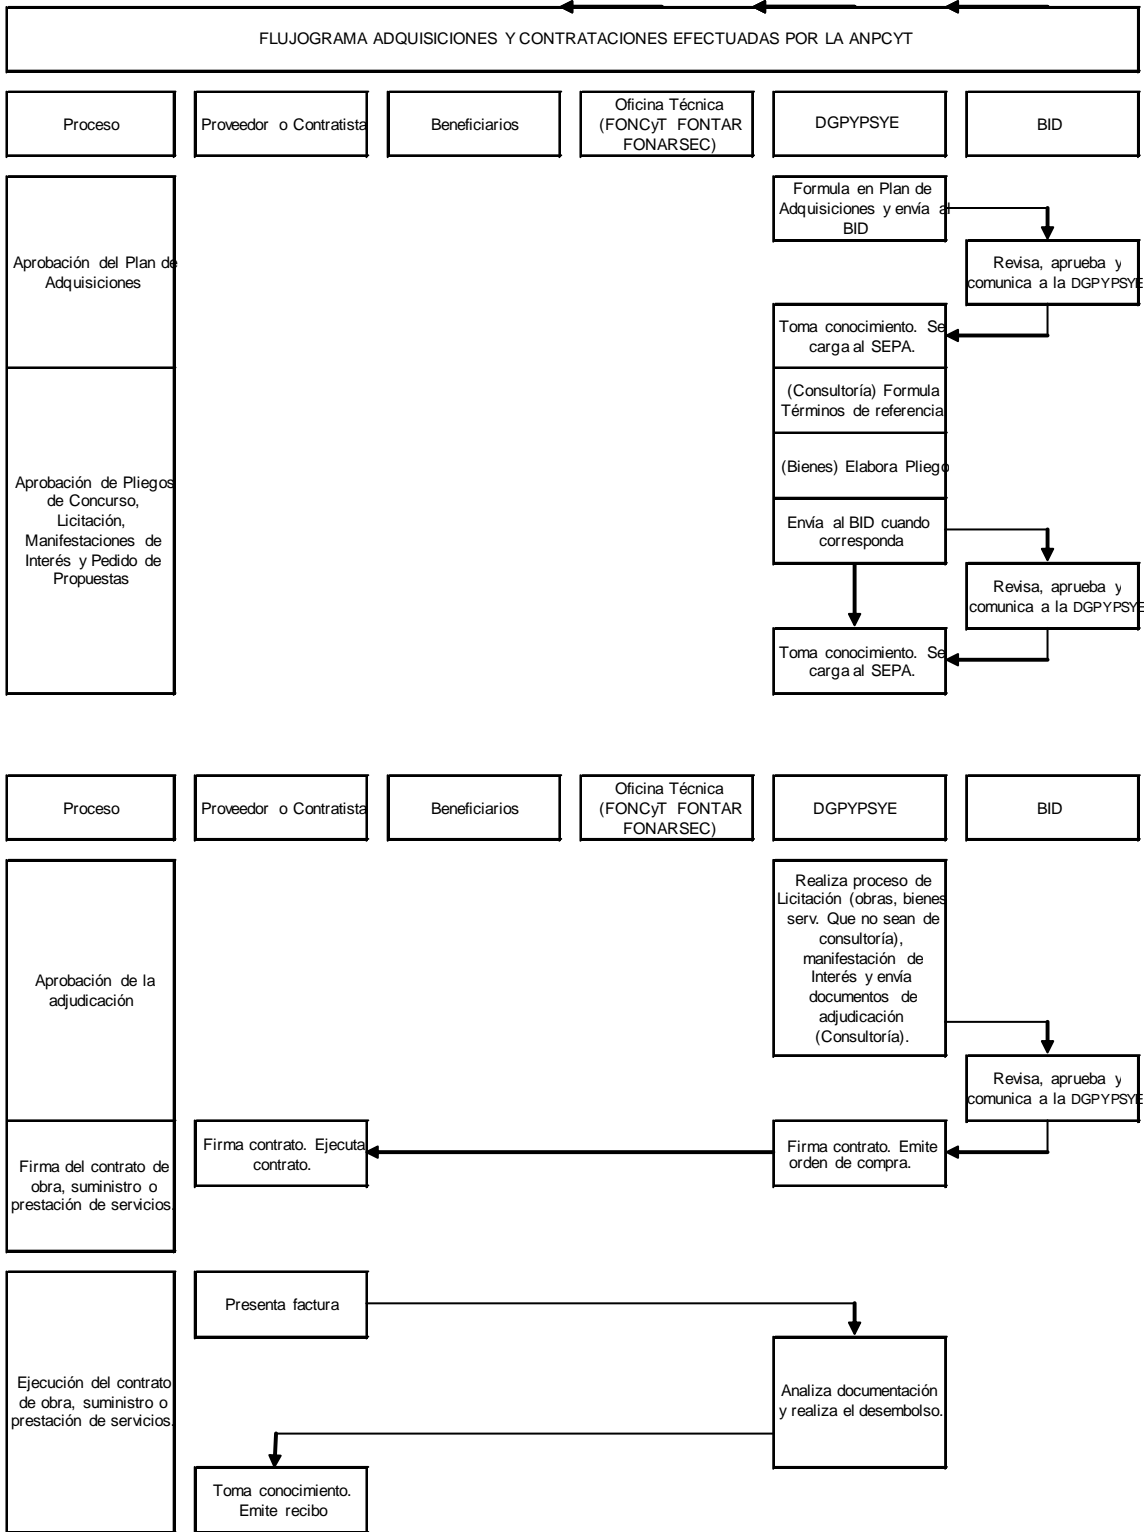 FLUJOGRAMA ADQUISICIONES Y CONTRATACIONES EFECTUADAS POR LA ANPCYT
Proceso
Proveedor o Contratista
Beneficiarios
Oficina Técnica
(FONCyT FONTAR
FONARSEC)
DGPYPSYE
BID
Aprobación del Plan de
Adquisiciones
Formula en Plan de
Adquisiciones y envía al
BID
Revisa, aprueba y
comunica a la DGPYPSYE
Toma conocimiento. Se
carga al SEPA.
Aprobación de Pliegos
de Concurso,
Licitación,
Manifestaciones de
Interés y Pedido de
Propuestas
(Consultoría) Formula
Términos de referencia
(Bienes) Elabora Pliego
Envía al BID cuando
corresponda
Revisa, aprueba y
comunica a la DGPYPSYE
Toma conocimiento. Se
carga al SEPA.
Proceso
Proveedor o Contratista
Beneficiarios
Oficina Técnica
(FONCyT FONTAR
FONARSEC)
DGPYPSYE
BID
Aprobación de la
adjudicación
Realiza proceso de
Licitación (obras, bienes
serv. Que no sean de
consultoría),
manifestación de
Interés y envía
documentos de
adjudicación
(Consultoría).
Revisa, aprueba y
comunica a la DGPYPSYE
Firma del contrato de
obra, suministro o
prestación de servicios.
Firma contrato. Ejecuta
contrato.
Firma contrato. Emite
orden de compra.
Ejecución del contrato
de obra, suministro o
prestación de servicios.
Presenta factura
Analiza documentación
y realiza el desembolso.
Toma conocimiento.
Emite recibo